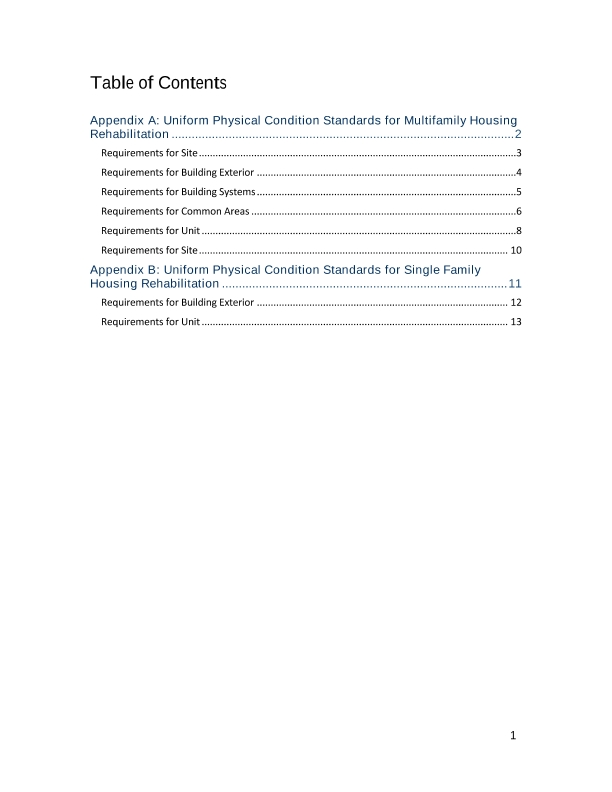 Table of Contents
Appendix A: Uniform Physical Condition Standards for Multifamily Housing
Rehabilitation ........................................................................................................2
Requirements for Site....................................................................................................................3
Requirements for Building Exterior ...............................................................................................4
Requirements for Building Systems...............................................................................................5
Requirements for Common Areas .................................................................................................6
Requirements for Unit...................................................................................................................8
Requirements for Site................................................................................................................. 10
Appendix B: Uniform Physical Condition Standards for Single Family
Housing Rehabilitation ......................................................................................11
Requirements for Building Exterior ............................................................................................ 12
Requirements for Unit................................................................................................................ 13
1